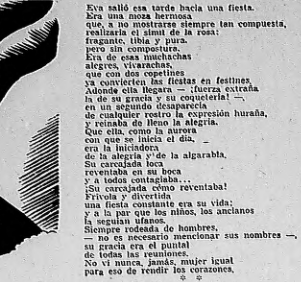 Eva salió esa tarde hacia una fiesta.
Era una moza hermosa
que, a no mostrarse siempre tan compuesta,
realizaría el simil de la rosa:
fragante, tibia y pura.
pero sin compostura.
Era de esas muchachas
alegres, vivarachas,
que con dos copetines
ya convierten las fiestas en festines.
Adonde ella llegara — ¡fuerza extraña
la de su gracia y su coquetería! —,
en un segundo desaparecía
de cualquier rostro la expresión huraña,
y reinaba de lleno la alegría.
Que ella, como la aurora
con que se inicia el día,
era la iniciadora
de la alegría y de la algarabía.
Su carcajada loca
reventaba en su boca
y a todos contagiaba...
¡Su carcajada cómo reventaba!
Frívola y divertida
una fiesta constante era su vida;
y a la par que los niños, los ancianos
la seguían ufanos.
Siempre rodeada de hombres,
— no es necesario mencionar sus nombres —,
su gracia era el puntal
de todas las reuniones.
No vi nunca, jamás, mujer igual
para eso de rendir los corazones,